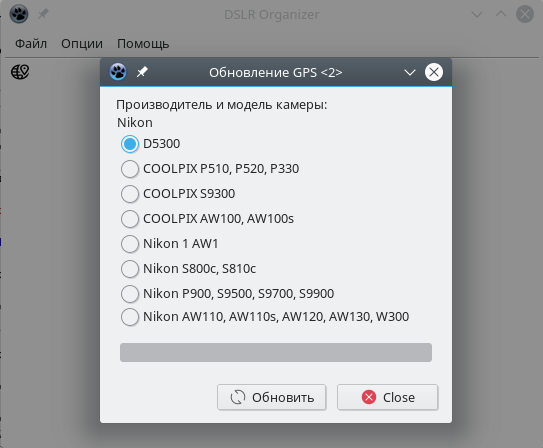 DSLR Organizer
Файл Опции Помощь
Обновление GPS <2>
Производитель и модель камеры:
Nikon
D5300
COOLPIX P510, P520, P330
COOLPIX S9300
COOLPIX AW100, AW100s
Nikon 1 AW1
Nikon S800c, S810c
Nikon P900, S9500, S9700, S9900
Nikon AW110, AW110s, AW120, AW130, W300
Обновить Close